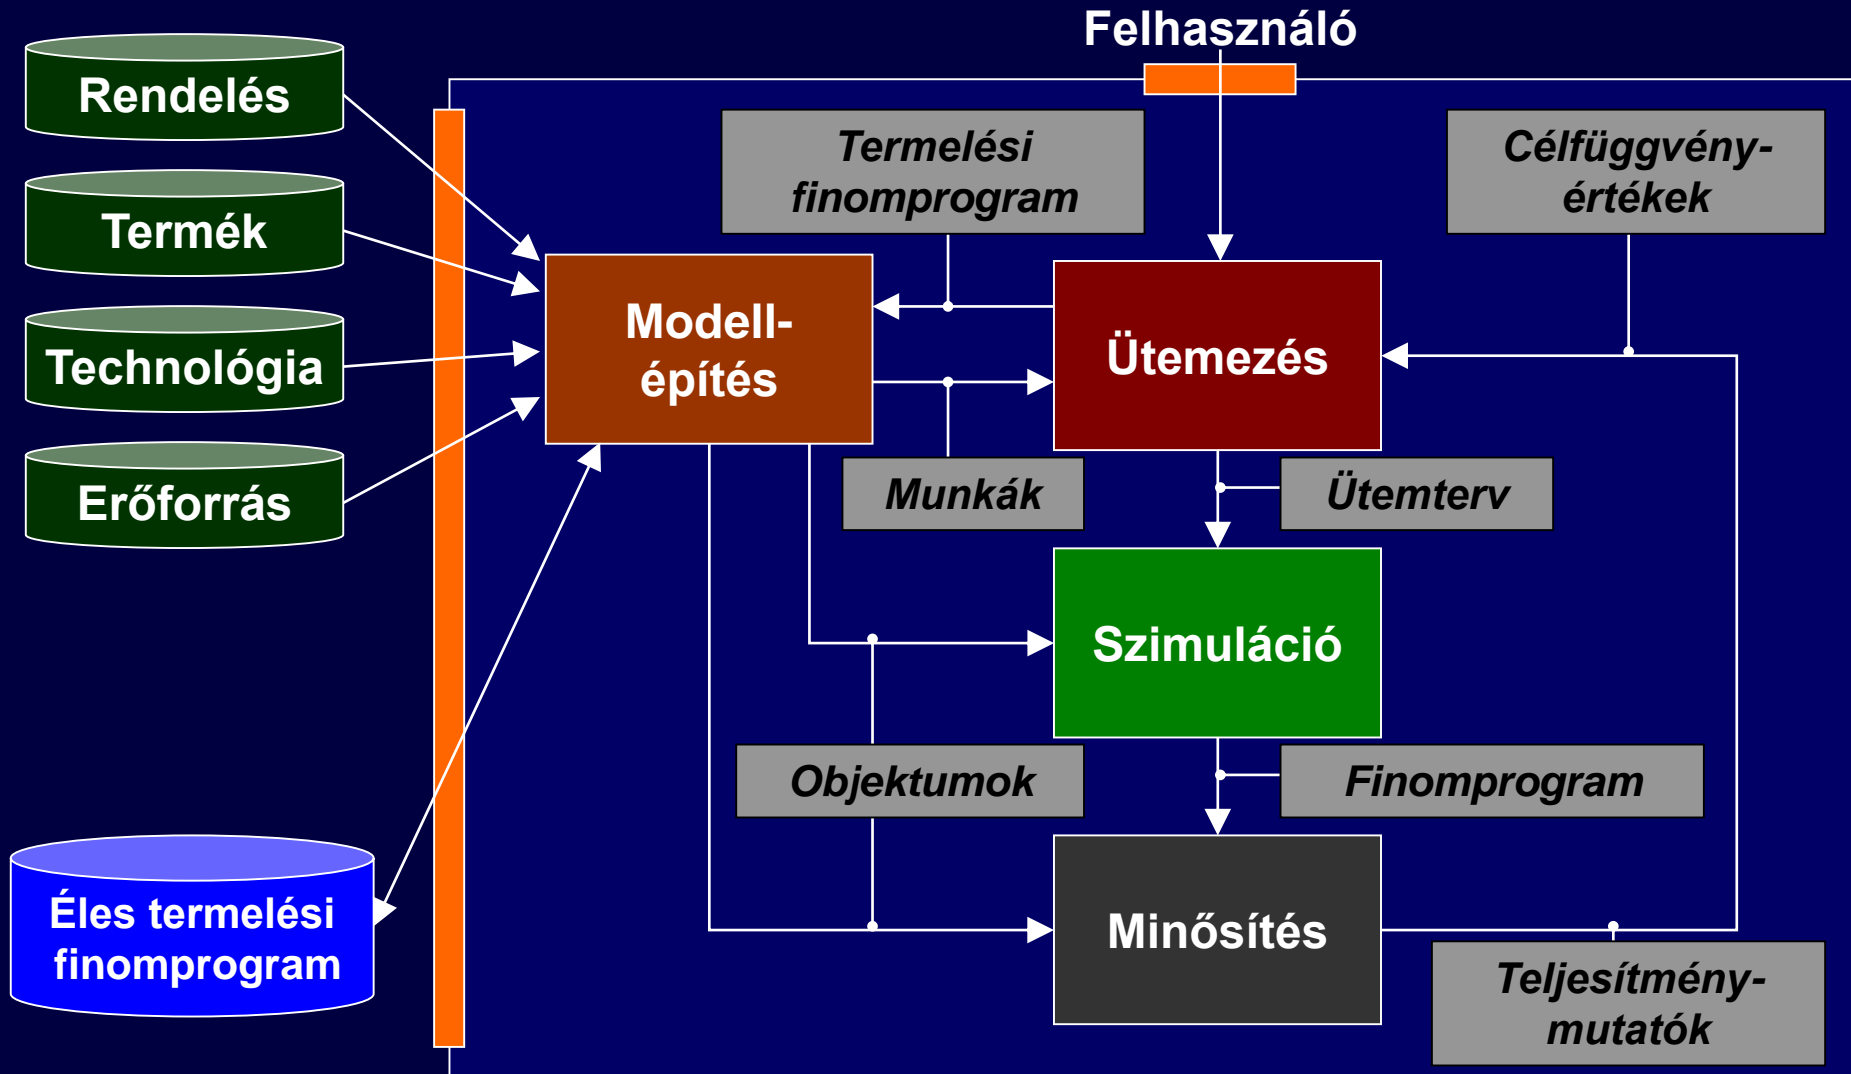 Felhasználó
Rendelés
Termék
Technológia
Erőforrás
Éles termelési
finomprogram
Termelési
finomprogram
Célfüggvény-
értékek
Modell-
építés
Ütemezés
Munkák
Ütemterv
Szimuláció
Objektumok
Finomprogram
Minősítés
Teljesítmény-
mutatók